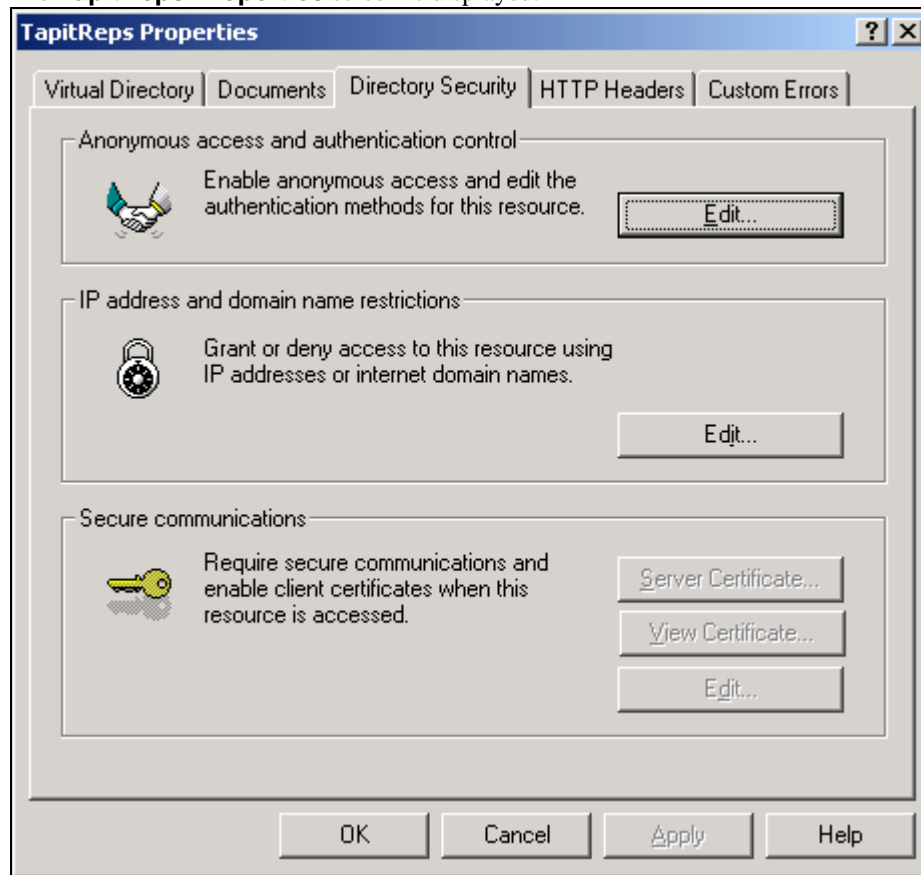 TapitReps Properties
Virtual Directory Documents Directory Security HTTP Headers Custom Errors
Anonymous access and authentication control
Enable anonymous access and edit the
authentication methods for this resource.
Edit...
IP address and domain name restrictions
Grant or deny access to this resource using
IP addresses or internet domain names.
Edit...
Secure communications
Require secure communications and
enable client certificates when this
resource is accessed.
Server Certificate...
View Certificate...
Edit...
OK Cancel Apply Help